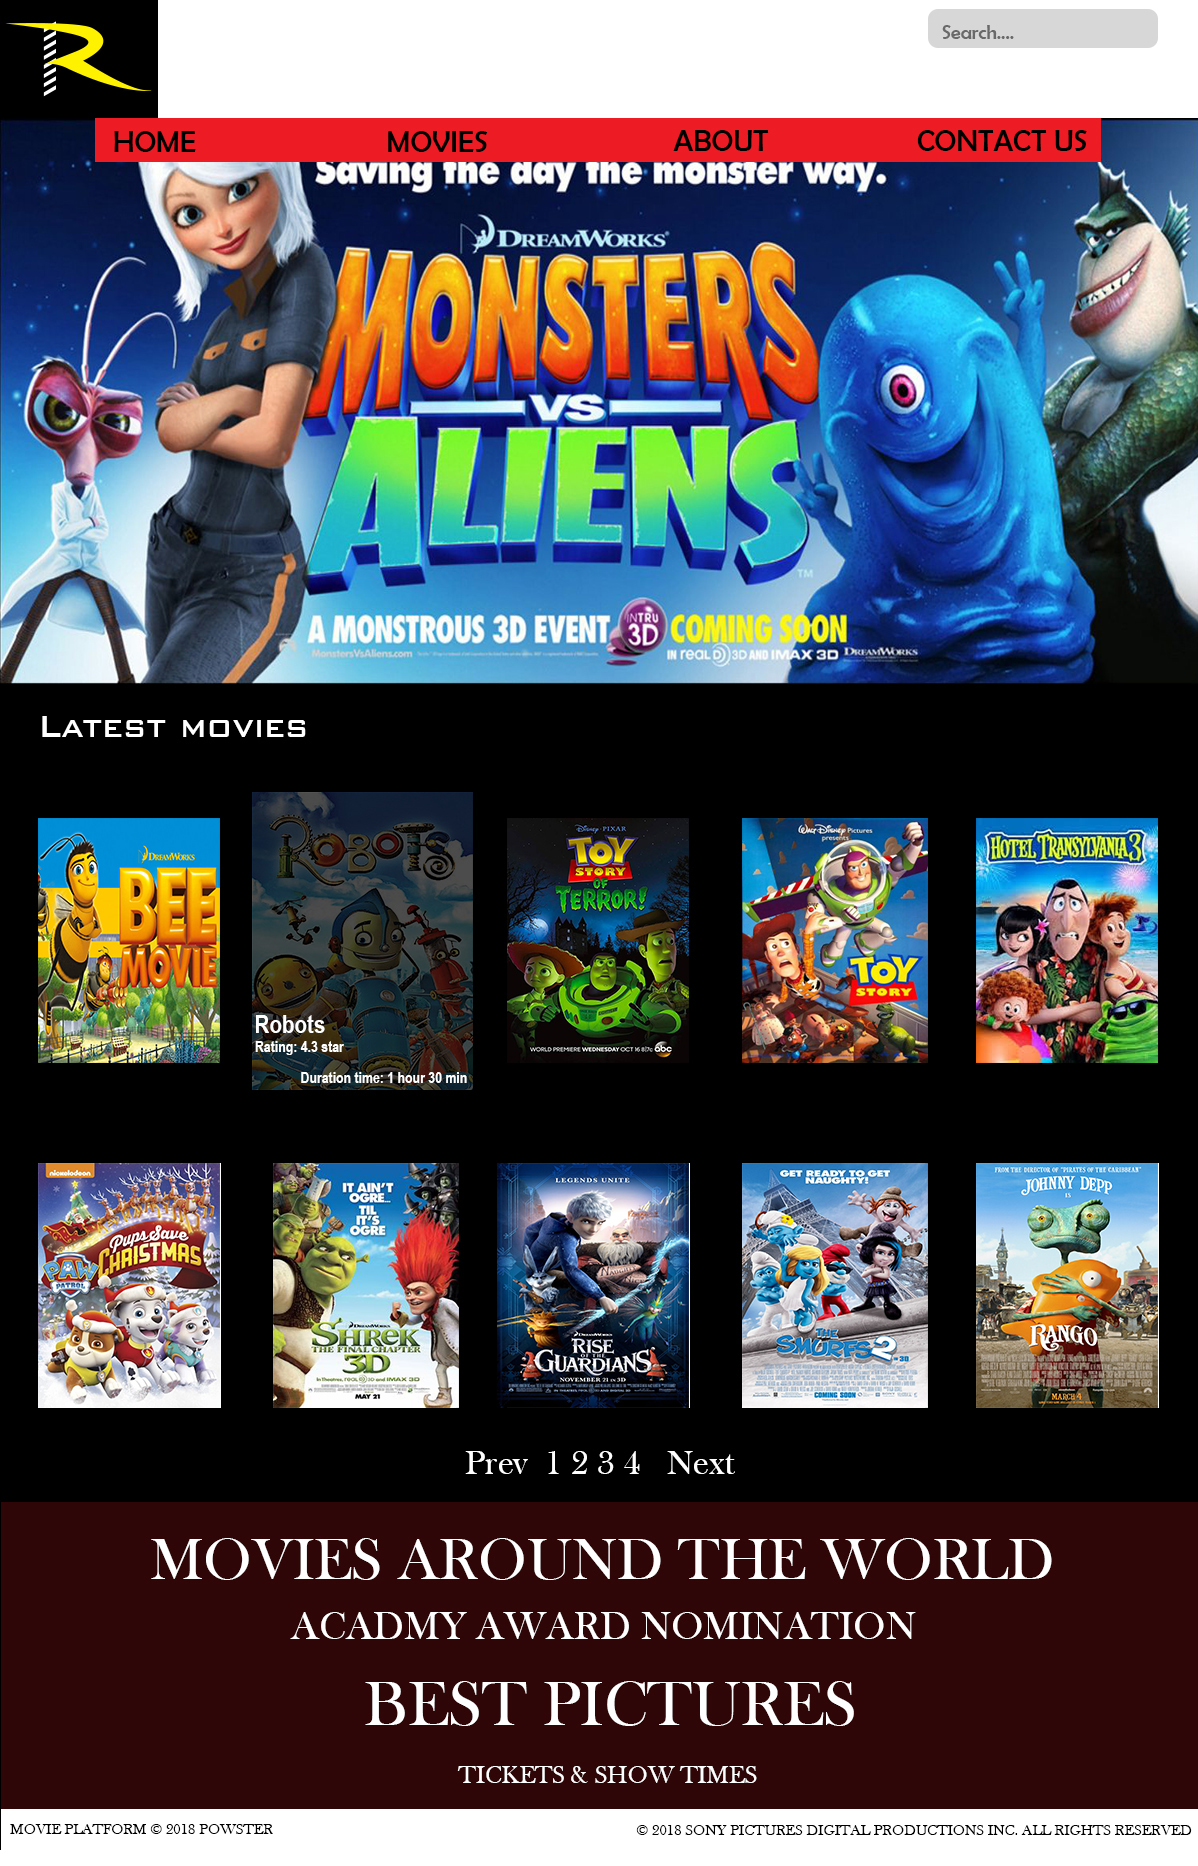 R
Search....
HOME MOVIES ABOUT CONTACT US
Saving the day the monster way.
DREAMWORKS
MONSTERS
VS
ALIENS
TM
A MONSTROUS 3D EVENT INTRU 3D COMING SOON
MonstersVsAliens.com IN REAL D 3D AND IMAX 3D DREAMWORKS
LATEST MOVIES
DREAMWORKS
BEE
MOVIE
ROBOTS
Robots
Rating: 4.3 star
Duration time: 1 hour 30 min
Disney·PIXAR
TOY
STORY
OF
TERROR!
WORLD PREMIERE WEDNESDAY OCT 16 8|7c abc
WALT DISNEY Pictures
presents
TOY
STORY
HOTEL TRANSYLVANIA 3
nickelodeon
Pups Save
CHRISTMAS
PAW
PATROL
IT AIN'T
OGRE...
'TIL
IT'S
OGRE
DREAMWORKS
SHREK
THE FINAL CHAPTER
3D
In Theatres, REAL D 3D AND IMAX 3D
MAY 21
LEGENDS UNITE
NAUGHTY
DREAMWORKS
RISE
OF THE
GUARDIANS
NOVEMBER 21 IN 3D
GET READY TO GET
NAUGHTY!
THE
SMURFS 2
IN 3D
COMING SOON
FROM THE DIRECTOR OF "PIRATES OF THE CARIBBEAN"
JOHNNY DEPP
IS
RANGO
MARCH 4
Prev 1 2 3 4 Next
MOVIES AROUND THE WORLD
ACADMY AWARD NOMINATION
BEST PICTURES
TICKETS & SHOW TIMES
MOVIE PLATFORM © 2018 POWSTER © 2018 SONY PICTURES DIGITAL PRODUCTIONS INC. ALL RIGHTS RESERVED